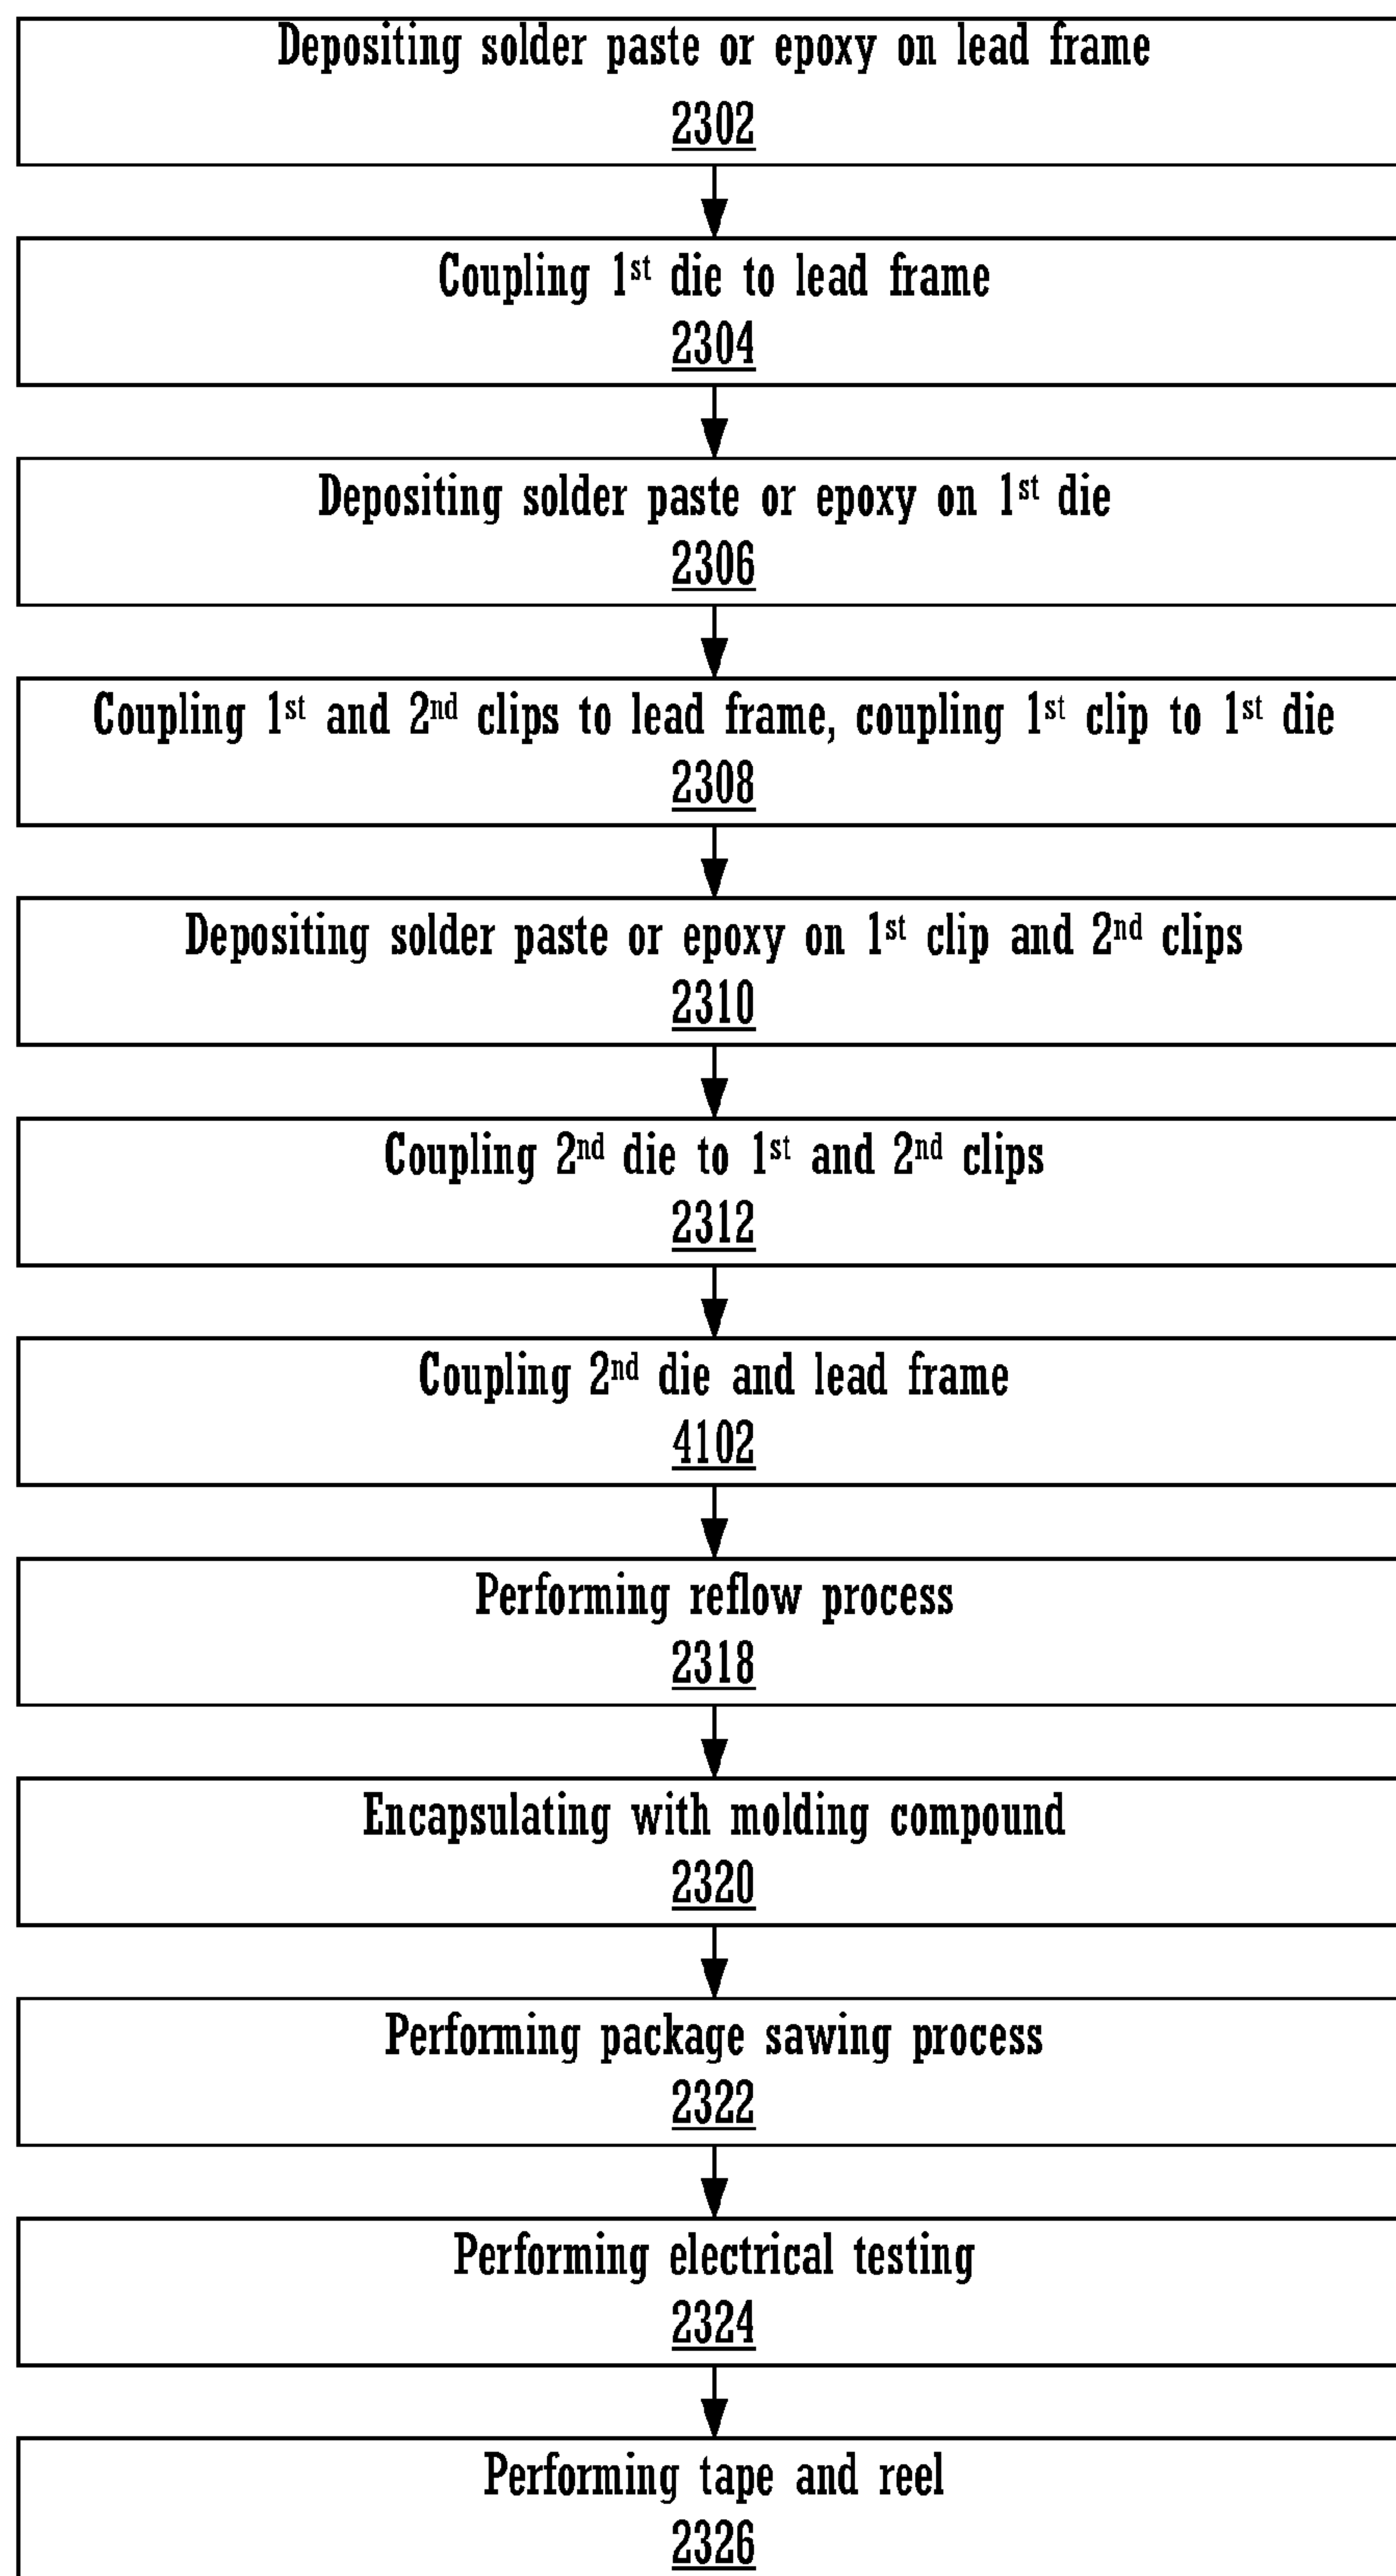 Depositing solder paste or epoxy on lead frame
2302
Coupling 1st die to lead frame
2304
Depositing solder paste or epoxy on 1st die
2306
Coupling 1st and 2nd clips to lead frame, coupling 1st clip to 1st die
2308
Depositing solder paste or epoxy on 1st clip and 2nd clips
2310
Coupling 2nd die to 1st and 2nd clips
2312
Coupling 2nd die and lead frame
4102
Performing reflow process
2318
Encapsulating with molding compound
2320
Performing package sawing process
2322
Performing electrical testing
2324
Performing tape and reel
2326